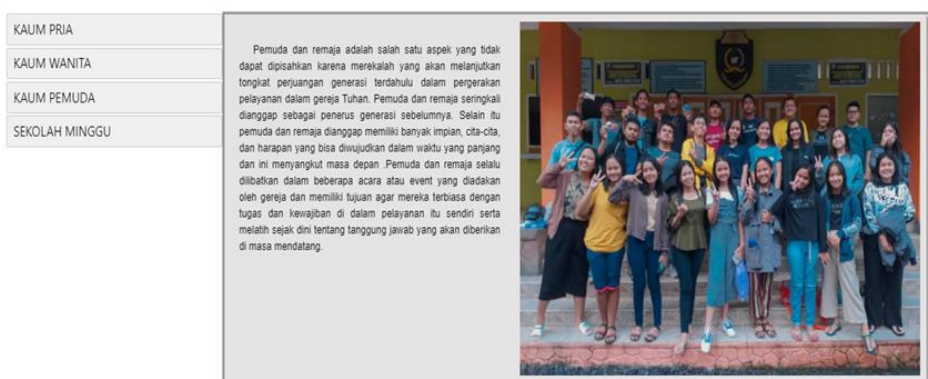 KAUM PRIA
KAUM WANITA
KAUM PEMUDA
SEKOLAH MINGGU
Pemuda dan remaja adalah salah satu aspek yang tidak
dapat dipisahkan karena merekalah yang akan melanjutkan
tongkat perjuangan generasi terdahulu dalam pergerakan
pelayanan dalam gereja Tuhan. Pemuda dan remaja seringkali
dianggap sebagai penerus generasi sebelumnya. Selain itu
pemuda dan remaja dianggap memiliki banyak impian, cita-cita,
dan harapan yang bisa diwujudkan dalam waktu yang panjang
dan ini menyangkut masa depan .Pemuda dan remaja selalu
dilibatkan dalam beberapa acara atau event yang diadakan
oleh gereja dan memiliki tujuan agar mereka terbiasa dengan
tugas dan kewajiban di dalam pelayanan itu sendiri serta
melatih sejak dini tentang tanggung jawab yang akan diberikan
di masa mendatang.